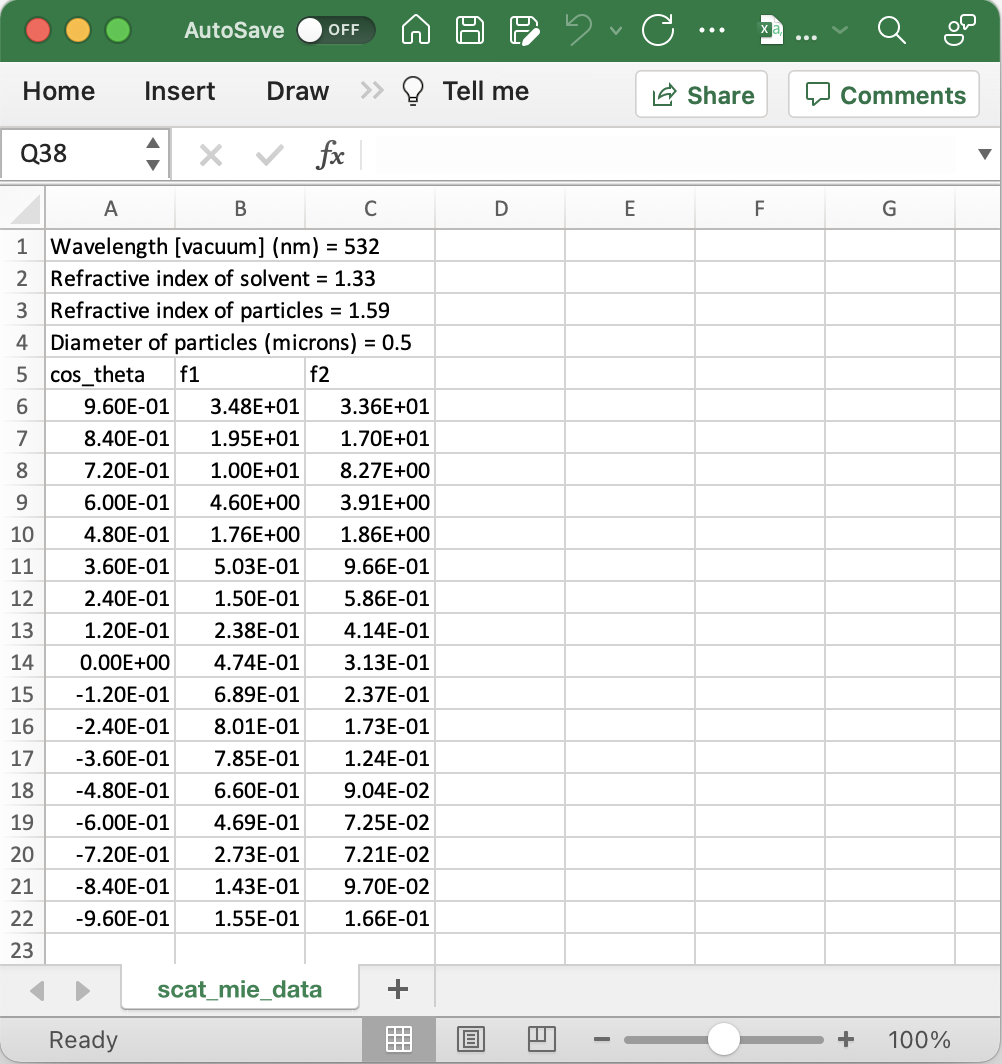 AutoSave OFF ... ...
Home Insert Draw >> Tell me Share Comments
Q38 fx
A B C D E F G
1 Wavelength [vacuum] (nm) = 532
2 Refractive index of solvent = 1.33
3 Refractive index of particles = 1.59
4 Diameter of particles (microns) = 0.5
5 cos_theta f1 f2
6 9.60E-01 3.48E+01 3.36E+01
7 8.40E-01 1.95E+01 1.70E+01
8 7.20E-01 1.00E+01 8.27E+00
9 6.00E-01 4.60E+00 3.91E+00
10 4.80E-01 1.76E+00 1.86E+00
11 3.60E-01 5.03E-01 9.66E-01
12 2.40E-01 1.50E-01 5.86E-01
13 1.20E-01 2.38E-01 4.14E-01
14 0.00E+00 4.74E-01 3.13E-01
15 -1.20E-01 6.89E-01 2.37E-01
16 -2.40E-01 8.01E-01 1.73E-01
17 -3.60E-01 7.85E-01 1.24E-01
18 -4.80E-01 6.60E-01 9.04E-02
19 -6.00E-01 4.69E-01 7.25E-02
20 -7.20E-01 2.73E-01 7.21E-02
21 -8.40E-01 1.43E-01 9.70E-02
22 -9.60E-01 1.55E-01 1.66E-01
23
scat_mie_data +
Ready - + 100%